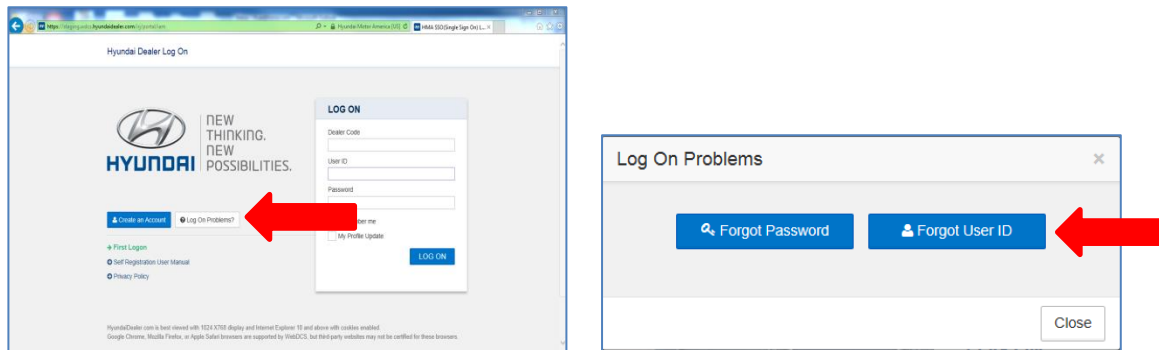 Hyundai Dealer Log On
HYUNDAI
NEW
THINKING.
NEW
POSSIBILITIES.
Create an Account
Log On Problems?
First Logon
Self Registration User Manual
Privacy Policy
LOG ON
Dealer Code
User ID
Password
me
My Profile Update
LOG ON
HyundaiDealer.com is best viewed with 1024 X768 display and Internet Explorer 10 and above with cookies enabled.
Google Chrome, Mozilla Firefox, or Apple Safari browsers are supported by WebDCS, but third-party websites may not be certified for these browsers.
Log On Problems
×
Forgot Password
Forgot User ID
Close